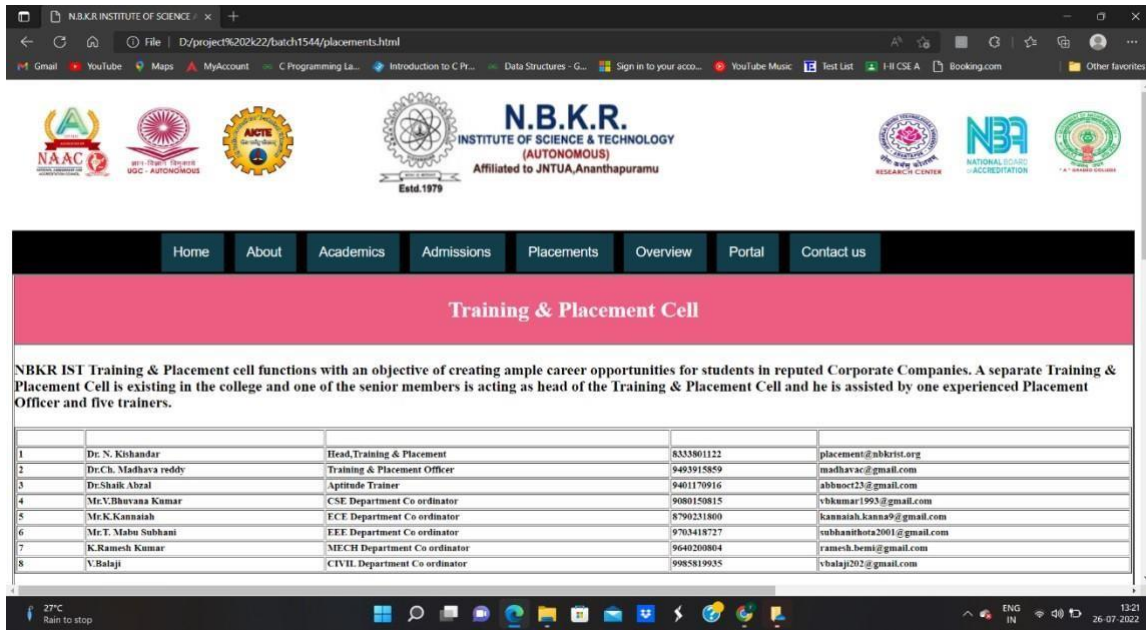 N.B.K.R INSTITUTE OF SCIENCE
File D:/project%202k22/batch1544/placements.html
Gmail YouTube Maps MyAccount C Programming La... Introduction to C Pr... Data Structures - G... Sign in to your acco... YouTube Music Test List I-II CSE A Booking.com Other favorites
NAAC
UGC - AUTONOMOUS
AICTE
Estd.1979
N.B.K.R.
INSTITUTE OF SCIENCE & TECHNOLOGY
(AUTONOMOUS)
Affiliated to JNTUA,Ananthapuramu
RESEARCH CENTER
NBA
NATIONAL BOARD
OF ACCREDITATION
"A" GRADED COLLEGE
Home About Academics Admissions Placements Overview Portal Contact us
Training & Placement Cell
NBKR IST Training & Placement cell functions with an objective of creating ample career opportunities for students in reputed Corporate Companies. A separate Training &
Placement Cell is existing in the college and one of the senior members is acting as head of the Training & Placement Cell and he is assisted by one experienced Placement
Officer and five trainers.
1 Dr. N. Kishandar Head,Training & Placement 8333801122 placement@nbkrist.org
2 Dr.Ch. Madhava reddy Training & Placement Officer 9493915859 madhavac@gmail.com
3 Dr.Shaik Abzal Aptitude Trainer 9401170916 abbuoct23@gmail.com
4 Mr.V.Bhuvana Kumar CSE Department Co ordinator 9080150815 vbkumar1993@gmail.com
5 Mr.K.Kannaiah ECE Department Co ordinator 8790231800 kannaiah.kanna9@gmail.com
6 Mr.T. Mabu Subhani EEE Department Co ordinator 9703418727 subhanithota2001@gmail.com
7 K.Ramesh Kumar MECH Department Co ordinator 9640200804 ramesh.bemi@gmail.com
8 V.Balaji CIVIL Department Co ordinator 9985819935 vbalaji202@gmail.com
27°C
Rain to stop
ENG
IN
13:21
26-07-2022